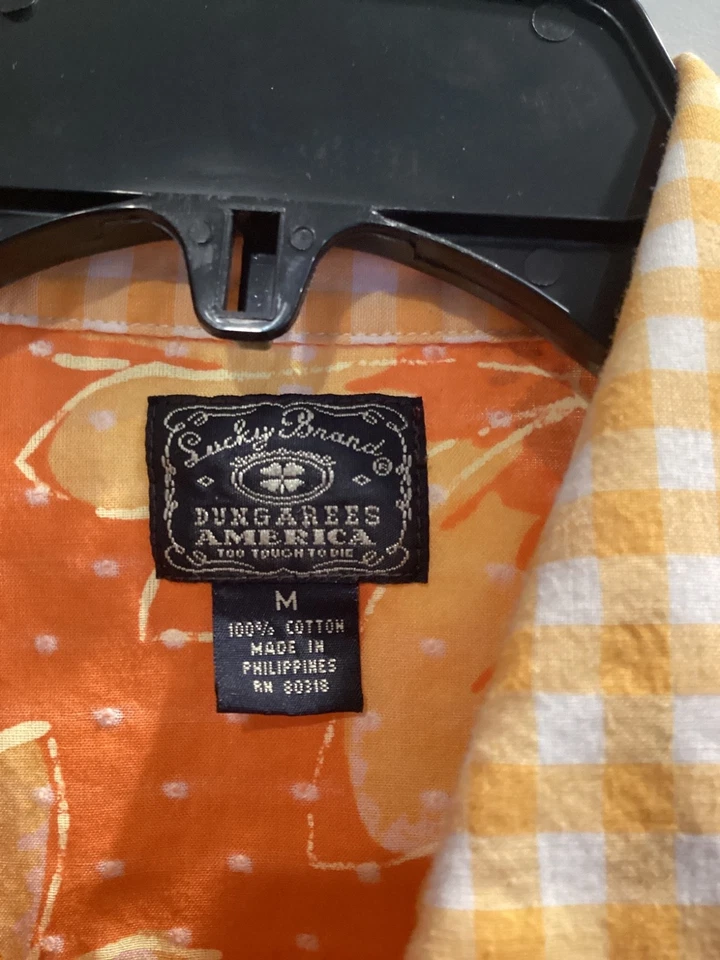 Lucky Brand®
DUNGAREES
AMERICA
TOO TOUGH TO DIE
M
100% COTTON
MADE IN
PHILIPPINES
RN 80318